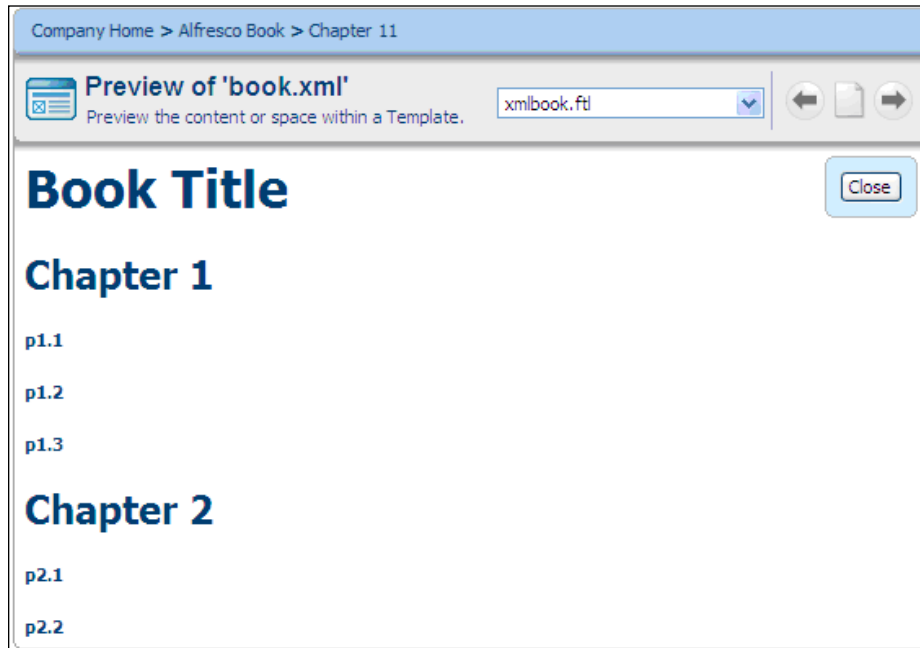 Company Home > Alfresco Book > Chapter 11
Preview of 'book.xml'
Preview the content or space within a Template.
xmlbook.ftl
Close
Book Title
Chapter 1
p1.1
p1.2
p1.3
Chapter 2
p2.1
p2.2